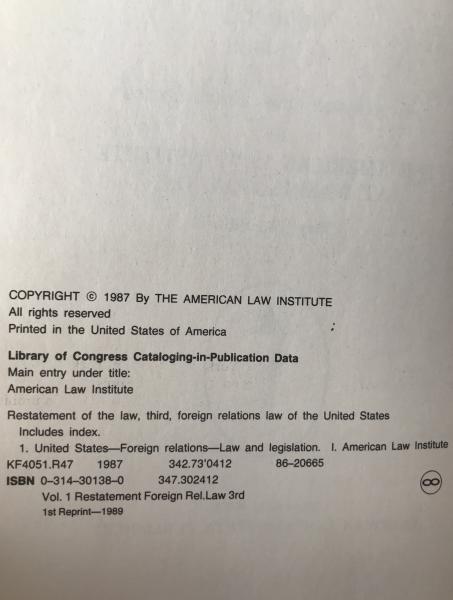 COPYRIGHT © 1987 By THE AMERICAN LAW INSTITUTE
All rights reserved
Printed in the United States of America
Library of Congress Cataloging-in-Publication Data
Main entry under title:
American Law Institute
Restatement of the law, third, foreign relations law of the United States
Includes index.
1. United States—Foreign relations—Law and legislation. I. American Law Institute
KF4051.R47 1987 342.73'0412 86-20665
ISBN 0-314-30138-0 347.302412
Vol. 1 Restatement Foreign Rel.Law 3rd
1st Reprint—1989